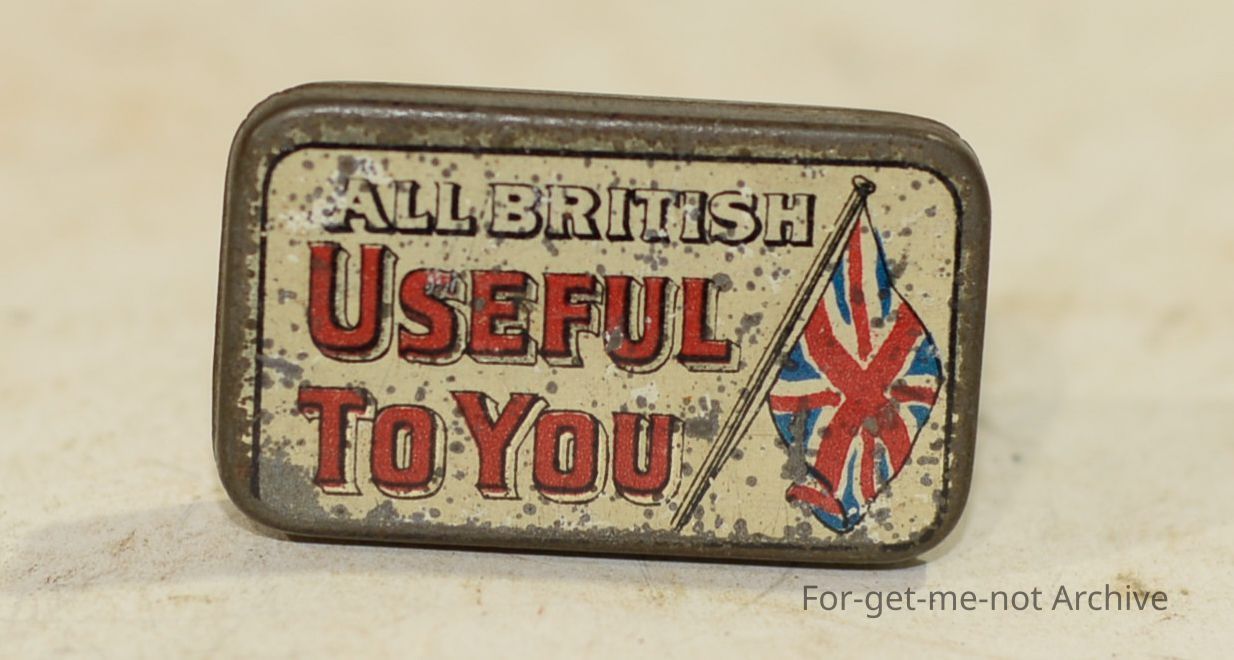 ALL BRITISH
USEFUL
TO YOU
For-get-me-not Archive